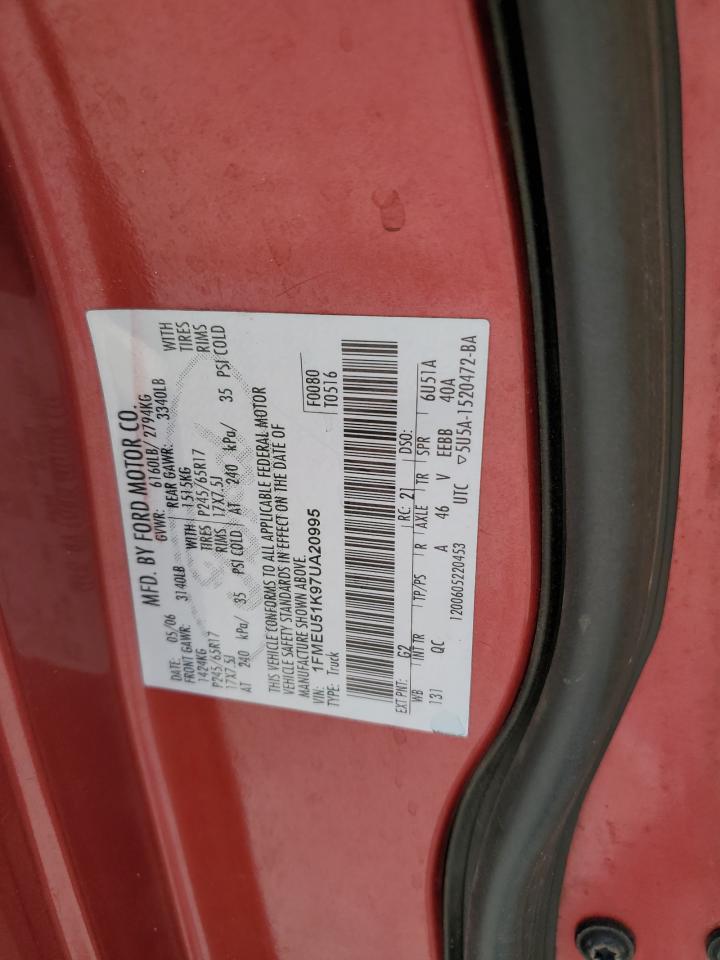 MFD. BY FORD MOTOR CO.
DATE: 05/06 GVWR: 6160LB/ 2794KG
FRONT GAWR: 3140LB REAR GAWR: 3340LB
1424KG WITH 1515KG WITH
P245/65R17 TIRES P245/65R17 TIRES
17X7.5J RIMS 17X7.5J RIMS
AT 240 kPa/ 35 PSI COLD AT 240 kPa/ 35 PSI COLD
THIS VEHICLE CONFORMS TO ALL APPLICABLE FEDERAL MOTOR
VEHICLE SAFETY STANDARDS IN EFFECT ON THE DATE OF
MANUFACTURE SHOWN ABOVE.
VIN: 1FMEU51K97UA20995
TYPE: Truck
F0080
T0516
EXT PNT: G2 RC: 21 DSO:
WB INT TR TP/PS R AXLE TR SPR 6U51A
131 QC A 46 V EEBB 40A
1200605220453 UTC ▽5U5A-1520472-BA